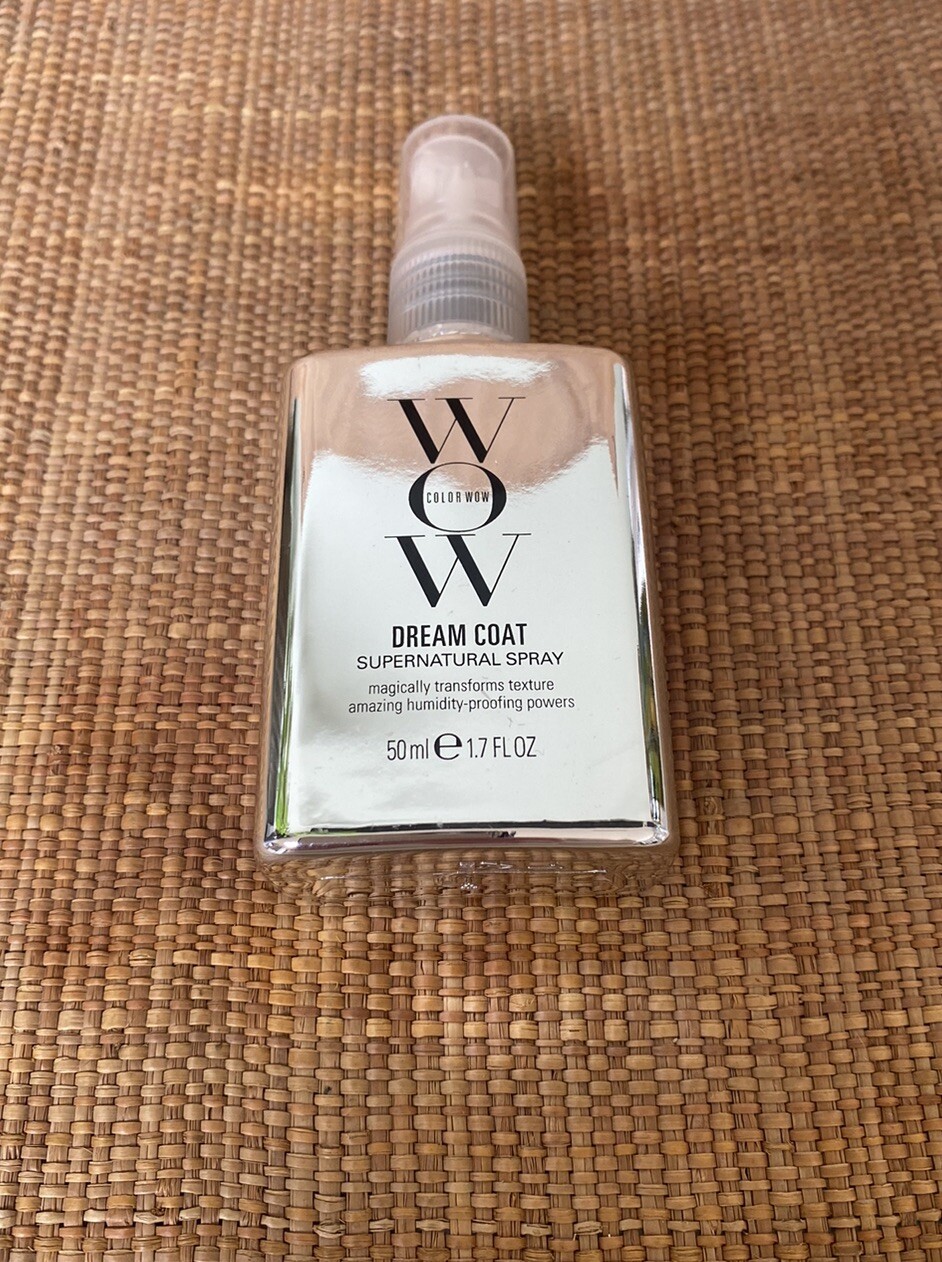 W
O
COLOR WOW
W
DREAM COAT
SUPERNATURAL SPRAY
magically transforms texture
amazing humidity-proofing powers
50 ml ℮ 1.7 FL OZ